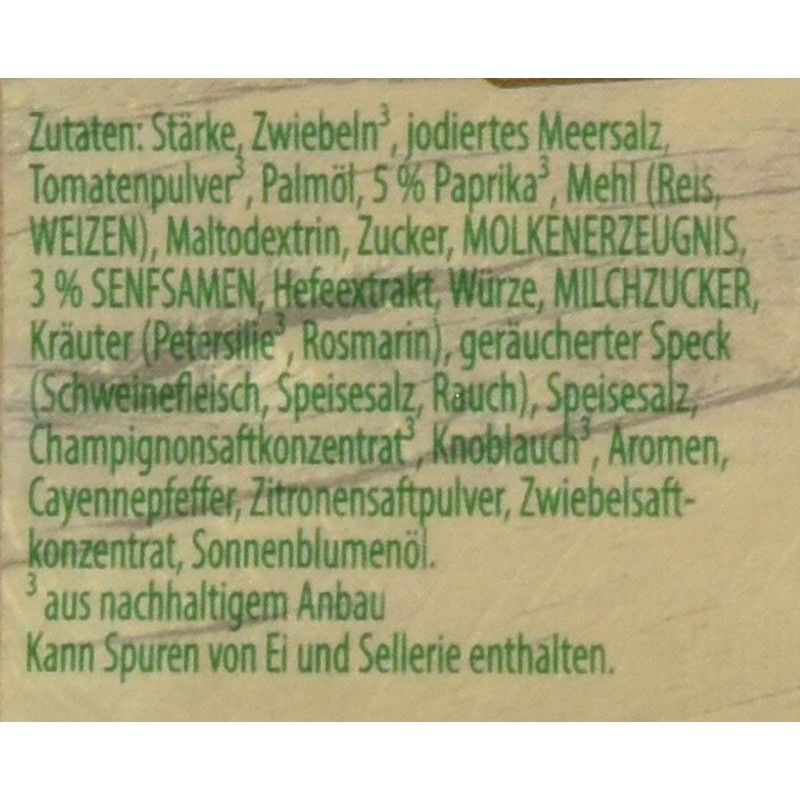 Zutaten: Stärke, Zwiebeln³, jodiertes Meersalz,
Tomatenpulver³, Palmöl, 5 % Paprika³, Mehl (Reis,
WEIZEN), Maltodextrin, Zucker, MOLKENERZEUGNIS,
3 % SENFSAMEN, Hefeextrakt, Würze, MILCHZUCKER,
Kräuter (Petersilie³, Rosmarin), geräucherter Speck
(Schweinefleisch, Speisesalz, Rauch), Speisesalz,
Champignonsaftkonzentrat³, Knoblauch³, Aromen,
Cayennepfeffer, Zitronensaftpulver, Zwiebelsaft-
konzentrat, Sonnenblumenöl.
³ aus nachhaltigem Anbau
Kann Spuren von Ei und Sellerie enthalten.